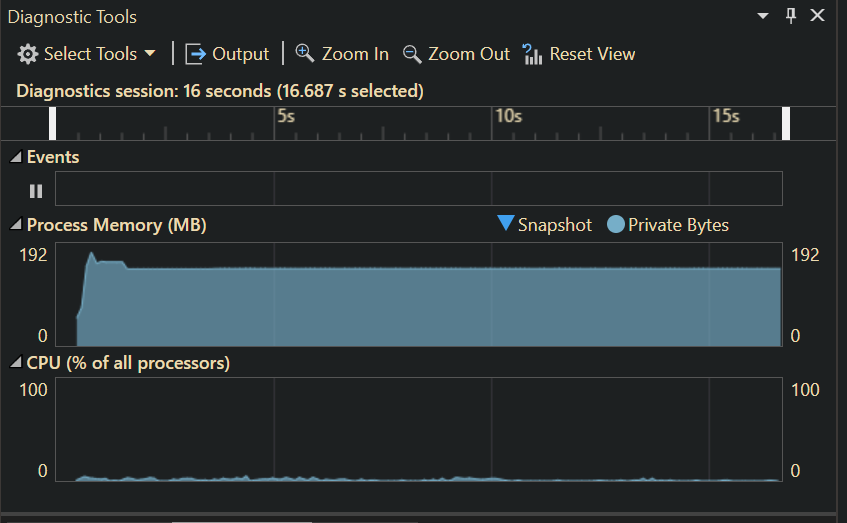 Diagnostic Tools
Select Tools Output Zoom In Zoom Out Reset View
Diagnostics session: 16 seconds (16.687 s selected)
5s 10s 15s
Events
Process Memory (MB) Snapshot Private Bytes
192 192
0 0
CPU (% of all processors)
100 100
0 0